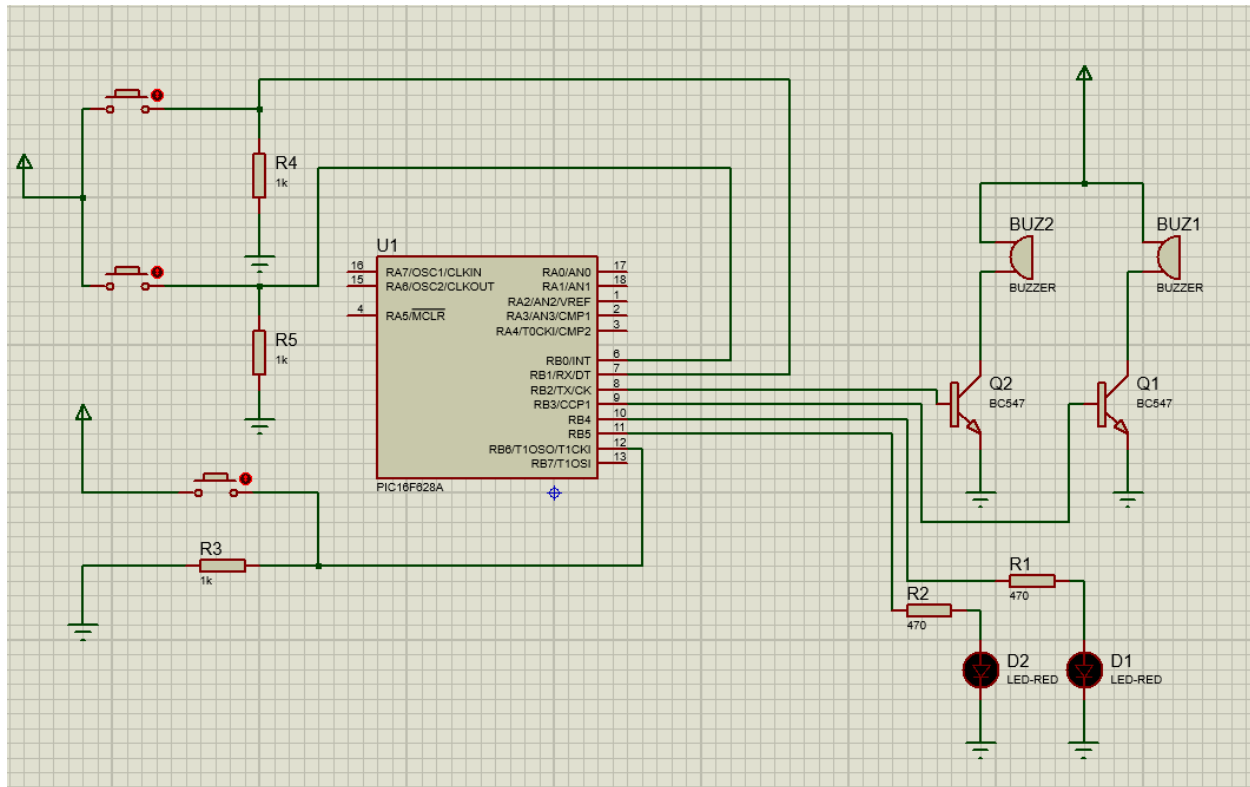 R4
1k
R5
1k
R3
1k
U1
16
15
4
RA7/OSC1/CLKIN
RA6/OSC2/CLKOUT
RA5/MCLR
RA0/AN0
RA1/AN1
RA2/AN2/VREF
RA3/AN3/CMP1
RA4/T0CKI/CMP2
RB0/INT
RB1/RX/DT
RB2/TX/CK
RB3/CCP1
RB4
RB5
RB6/T1OSO/T1CKI
RB7/T1OSI
17
18
1
2
3
6
7
8
9
10
11
12
13
PIC16F628A
BUZ2
BUZZER
BUZ1
BUZZER
Q2
BC547
Q1
BC547
R1
470
R2
470
D2
LED-RED
D1
LED-RED